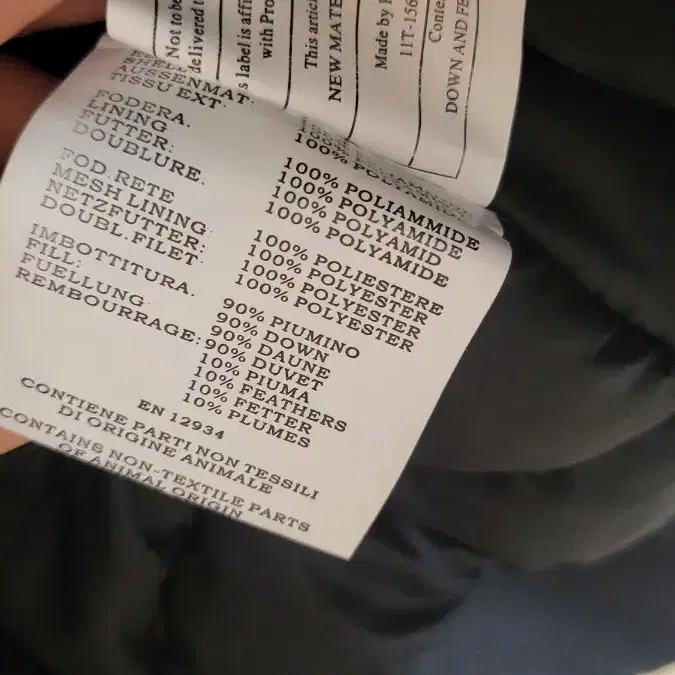 Not to be
delivered t
s label is affi
with Pro
This artic
NEW MATE
Made by
11T-156
Conte
DOWN AND FE
SHELL
AUSSENMAT.
TISSU EXT.
FODERA.
LINING
FUTTER:
DOUBLURE.
100% POLIAMMIDE
100% POLYAMIDE
100% POLYAMID
100% POLYAMIDE
FOD.RETE
MESH LINING
NETZFUTTER:
DOUBL.FILET
100% POLIESTERE
100% POLYESTER
100% POLYESTER
100% POLYESTER
IMBOTTITURA.
FILL:
FUELLUNG
REMBOURRAGE:
90% PIUMINO
90% DOWN
90% DAUNE
90% DUVET
10% PIUMA
10% FEATHERS
10% FETTER
10% PLUMES
EN 12934
CONTIENE PARTI NON TESSILI
DI ORIGINE ANIMALE
CONTAINS NON-TEXTILE PARTS
OF ANIMAL ORIGIN